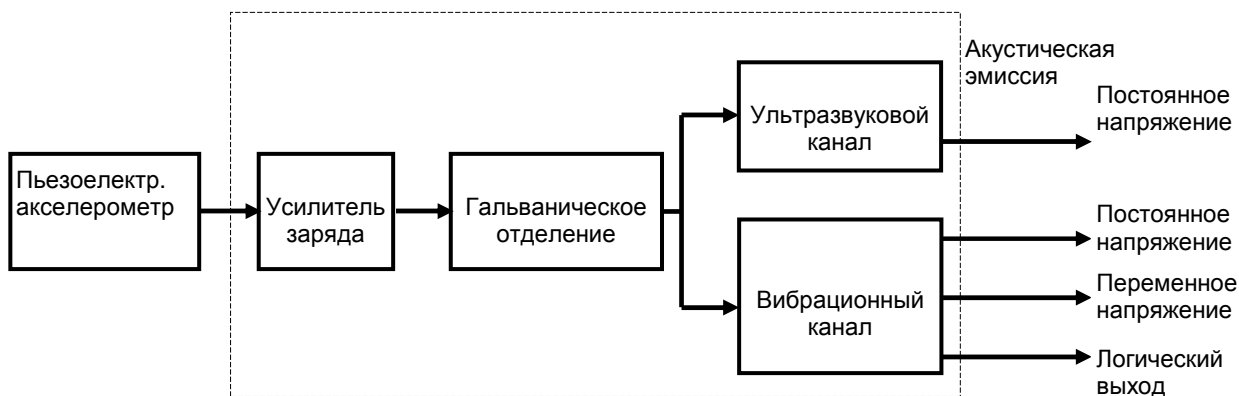 Пьезоелектр.
акселерометр
Усилитель
заряда
Гальваническое
отделение
Ультразвуковой
канал
Вибрационный
канал
Акустическая
эмиссия
Постоянное
напряжение
Постоянное
напряжение
Переменное
напряжение
Логический
выход